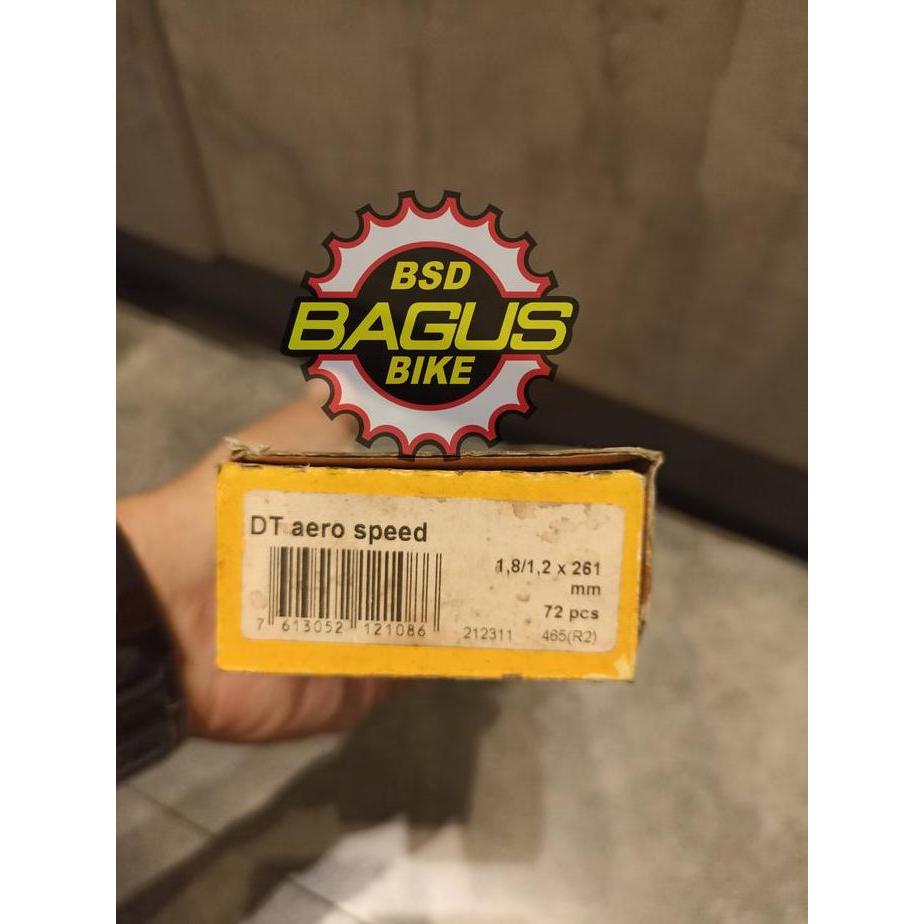 BSD
BAGUS
BIKE
DT aero speed
1,8/1,2 x 261
mm
72 pcs
7 613052 121086
212311 465(R2)